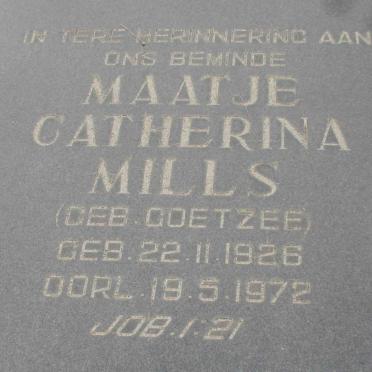 IN TERE HERINNERING AAN
ONS BEMINDE
MAATJE
CATHERINA
MILLS
(GEB. COETZEE)
GEB. 22.11.1926
OORL. 19.5.1972
JOB.1:21